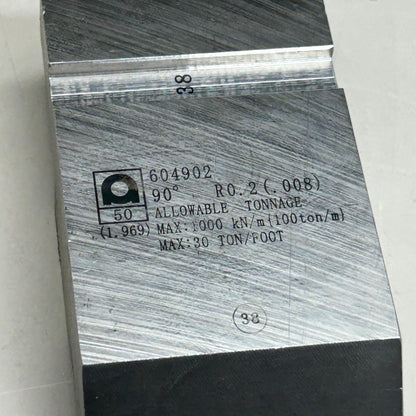 38
604902
90° R0.2(.008)
50 ALLOWABLE TONNAGE
(1.969) MAX:1000 kN/m{100ton/m}
MAX:30 TON/FOOT
38